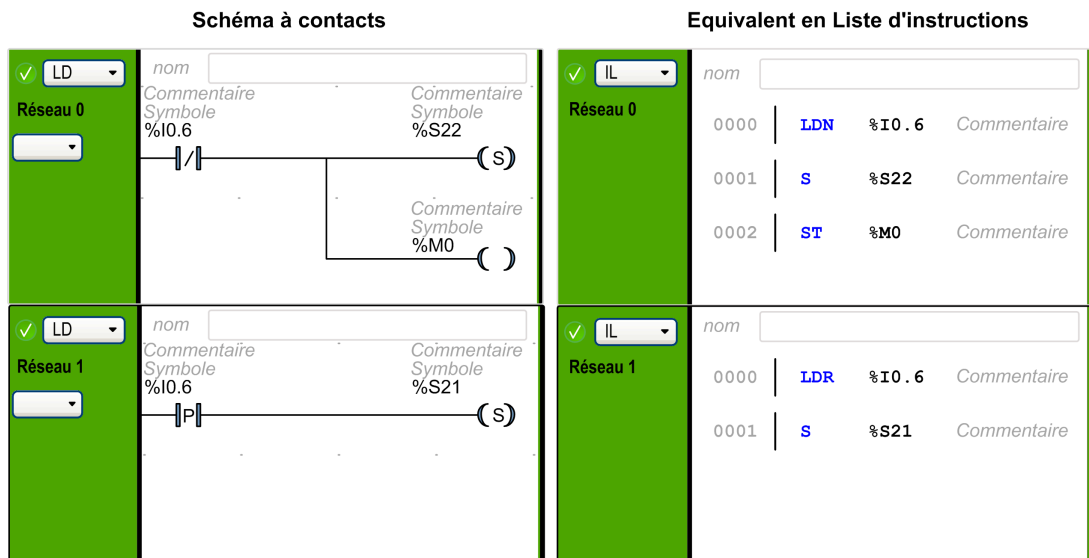 Schéma à contacts
Equivalent en Liste d'instructions
LD
nom
Réseau 0
Commentaire
Commentaire
Symbole
Symbole
%I0.6
%S22
/
S
Commentaire
Symbole
%M0
IL
nom
Réseau 0
0000 LDN %I0.6 Commentaire
0001 S %S22 Commentaire
0002 ST %M0 Commentaire
LD
nom
Réseau 1
Commentaire
Commentaire
Symbole
Symbole
%I0.6
%S21
P
S
IL
nom
Réseau 1
0000 LDR %I0.6 Commentaire
0001 S %S21 Commentaire